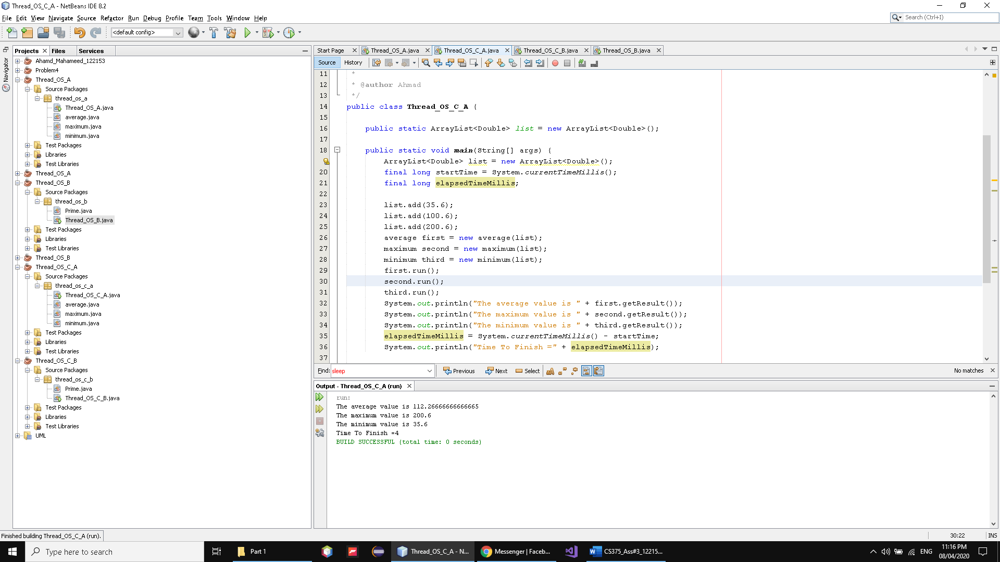 Thread_OS_C_A - NetBeans IDE 8.2
File Edit View Navigate Source Refactor Run Debug Profile Team Tools Window Help
Search (Ctrl+I)
<default config>
Projects Files Services
Navigator
Ahamd_Mahameed_122153
Problem4
Thread_OS_A
Source Packages
thread_os_a
Thread_OS_A.java
average.java
maximum.java
minimum.java
Test Packages
Libraries
Test Libraries
Thread_OS_A
Thread_OS_B
Source Packages
thread_os_b
Prime.java
Thread_OS_B.java
Test Packages
Libraries
Test Libraries
Thread_OS_B
Thread_OS_C_A
Source Packages
thread_os_c_a
Thread_OS_C_A.java
average.java
maximum.java
minimum.java
Test Packages
Libraries
Test Libraries
Thread_OS_C_B
Source Packages
thread_os_c_b
Prime.java
Thread_OS_C_B.java
Test Packages
Libraries
Test Libraries
UML
Start Page Thread_OS_A.java Thread_OS_C_A.java Thread_OS_C_B.java Thread_OS_B.java
Source History
11 *
12 * @author Ahmad
13 */
14 public class Thread_OS_C_A {
15
16 public static ArrayList<Double> list = new ArrayList<Double>();
17
18 public static void main(String[] args) {
ArrayList<Double> list = new ArrayList<Double>();
20 final long startTime = System.currentTimeMillis();
21 final long elapsedTimeMillis;
22
23 list.add(35.6);
24 list.add(100.6);
25 list.add(200.6);
26 average first = new average(list);
27 maximum second = new maximum(list);
28 minimum third = new minimum(list);
29 first.run();
30 second.run();
31 third.run();
32 System.out.println("The average value is " + first.getResult());
33 System.out.println("The maximum value is " + second.getResult());
34 System.out.println("The minimum value is " + third.getResult());
35 elapsedTimeMillis = System.currentTimeMillis() - startTime;
36 System.out.println("Time To Finish =" + elapsedTimeMillis);
37
Find: sleep Previous Next Select No matches
Output - Thread_OS_C_A (run)
run:
The average value is 112.26666666666665
The maximum value is 200.6
The minimum value is 35.6
Time To Finish =4
BUILD SUCCESSFUL (total time: 0 seconds)
Finished building Thread_OS_C_A (run).
30:22 INS
Type here to search
Part 1
Thread_OS_C_A - N...
Messenger | Faceb...
CS375_Ass#3_12215...
ENG
11:16 PM
08/04/2020